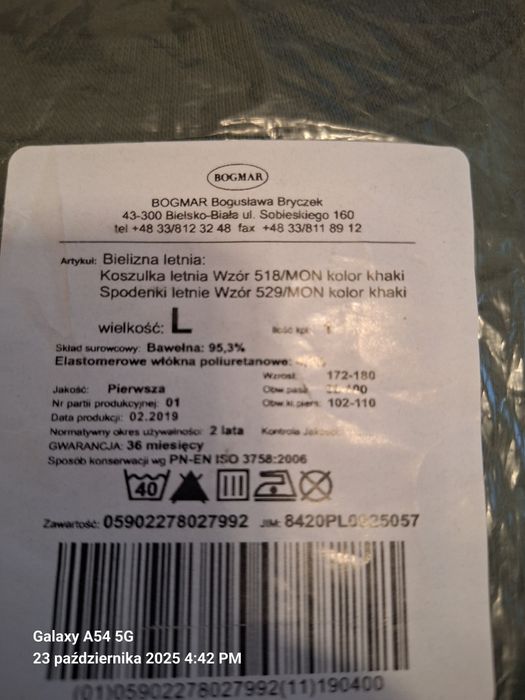 BOGMAR
BOGMAR Bogusława Bryczek
43-300 Bielsko-Biała ul. Sobieskiego 160
tel +48 33/812 32 48 fax +48 33/811 89 12
Artykuł: Bielizna letnia:
Koszulka letnia Wzór 518/MON kolor khaki
Spodenki letnie Wzór 529/MON kolor khaki
wielkość: L Ilość kpl.
Skład surowcowy: Bawełna: 95,3%
Elastomerowe włókna poliuretanowe:
Wzrost: 172-180
Jakość: Pierwsza Obw. pasa:
Nr partii produkcyjnej: 01 Obw. kl. piers: 102-110
Data produkcji: 02.2019
Normatywny okres używalności: 2 lata Kontrola Jakości:
GWARANCJA: 36 miesięcy
Sposób konserwacji wg PN-EN ISO 3758:2006
40
Zawartość: 05902278027992 JIM: 8420PL0925057
Galaxy A54 5G
23 października 2025 4:42 PM
(01)05902278027992(11)190400